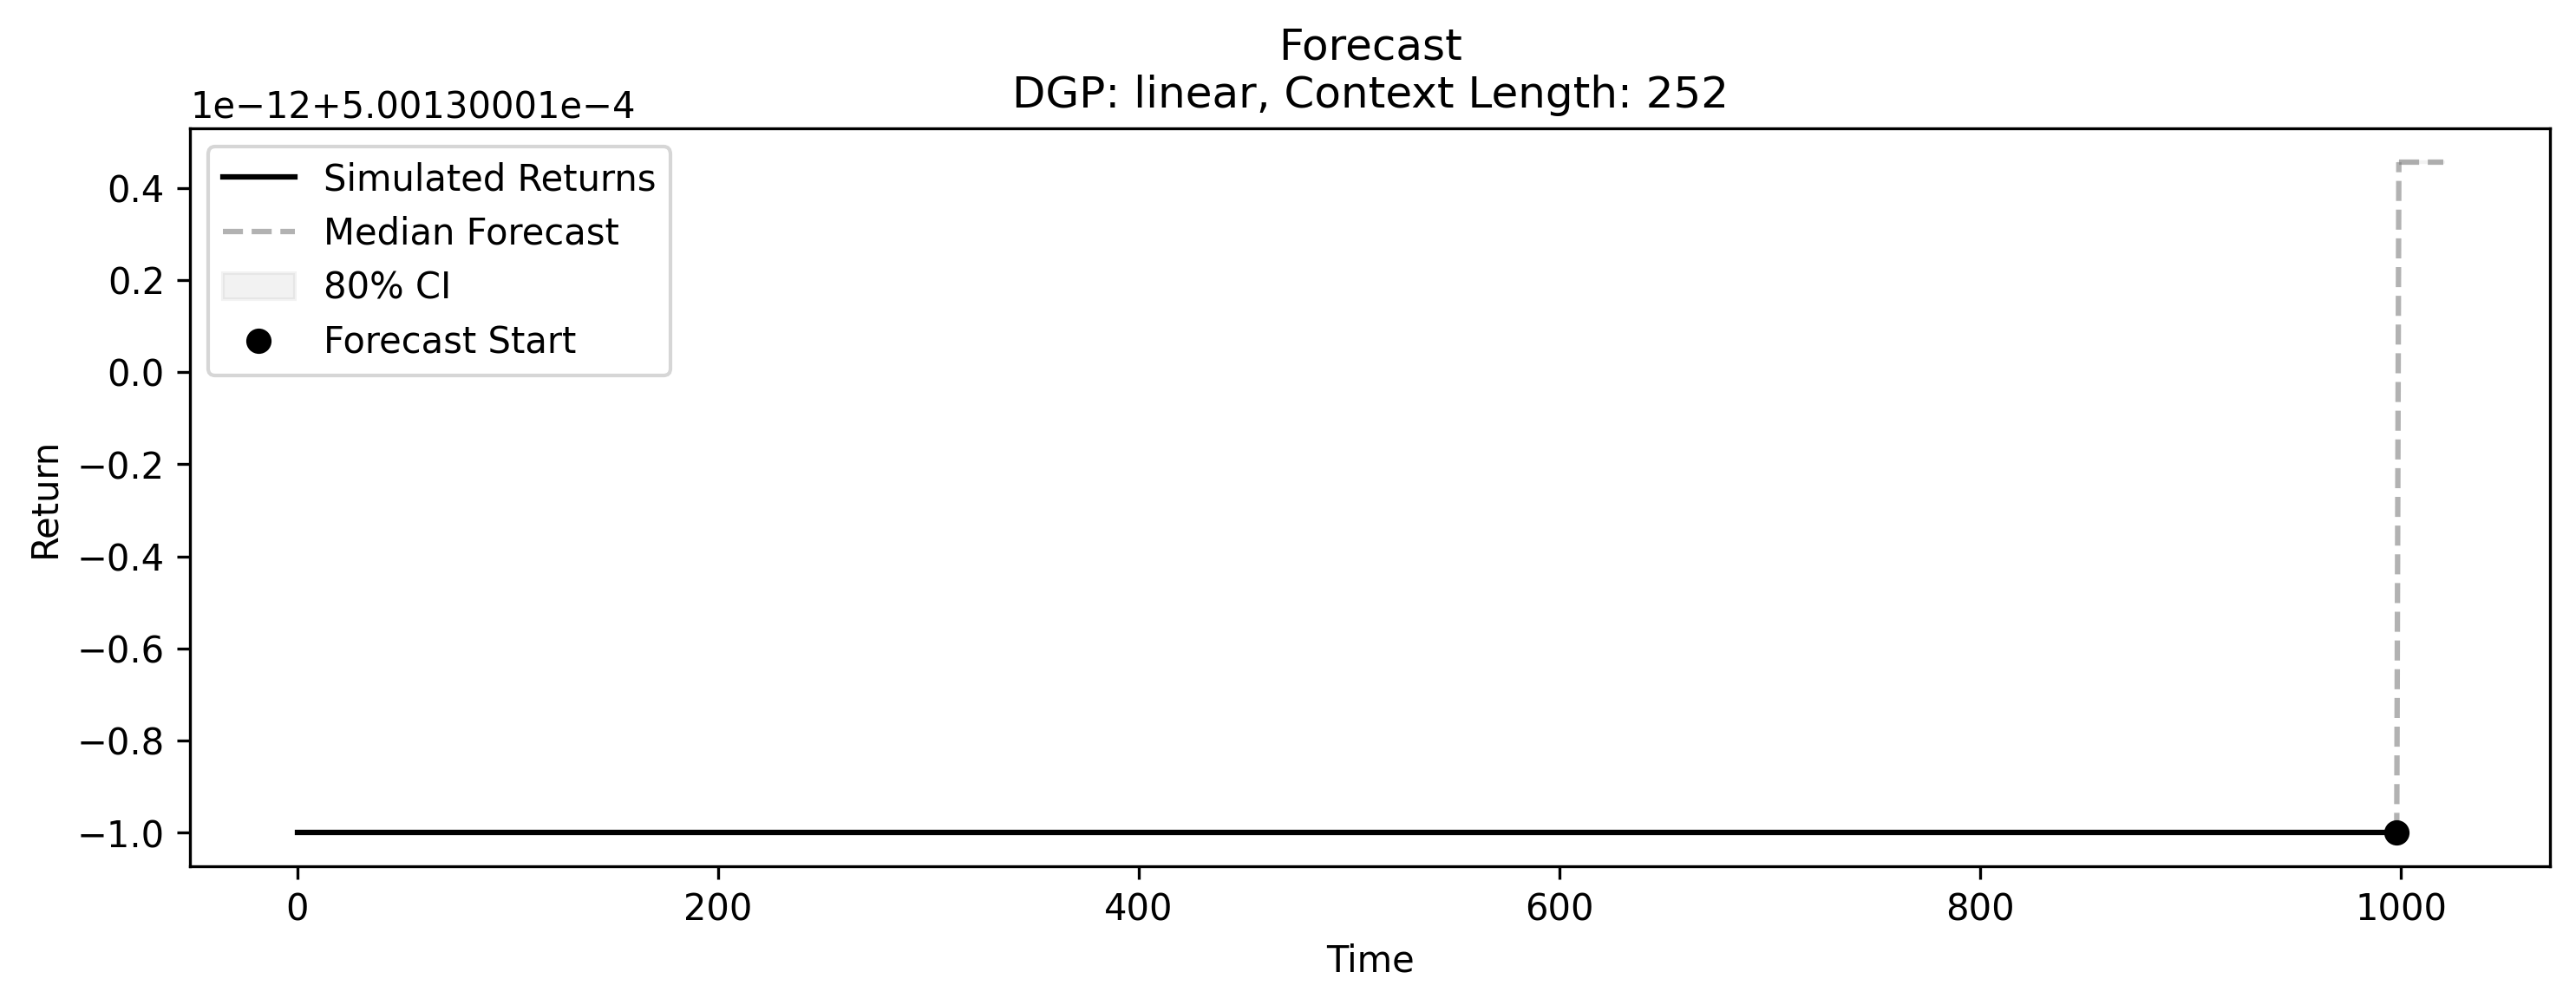 Forecast
DGP: linear, Context Length: 252
1e−12+5.00130001e−4
Simulated Returns
Median Forecast
80% CI
Forecast Start
0.4
0.2
0.0
−0.2
−0.4
−0.6
−0.8
−1.0
Return
0 200 400 600 800 1000
Time